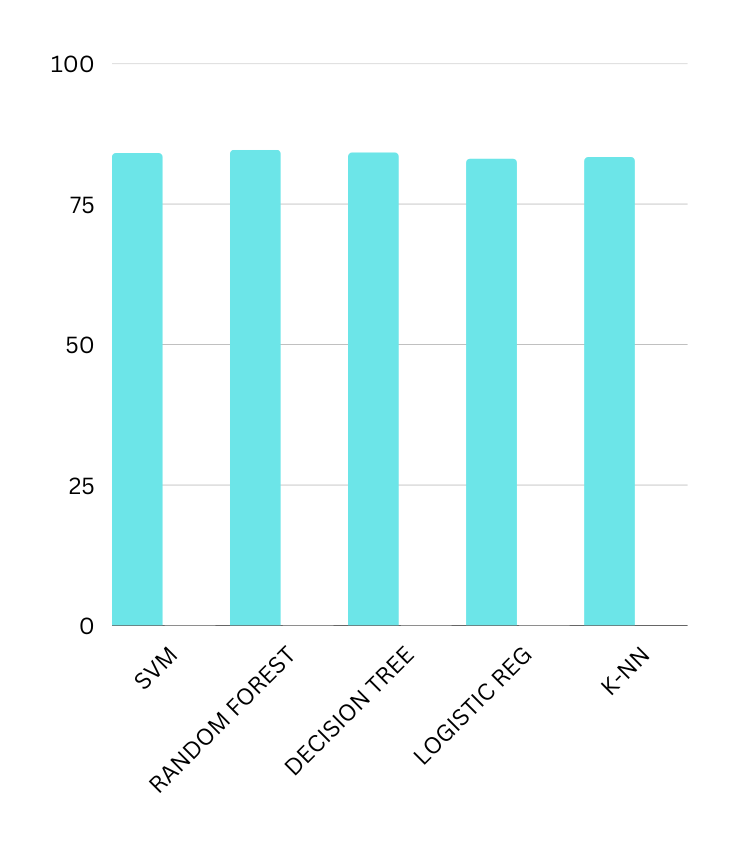 100
75
50
25
0
SVM
RANDOM FOREST
DECISION TREE
LOGISTIC REG
K-NN